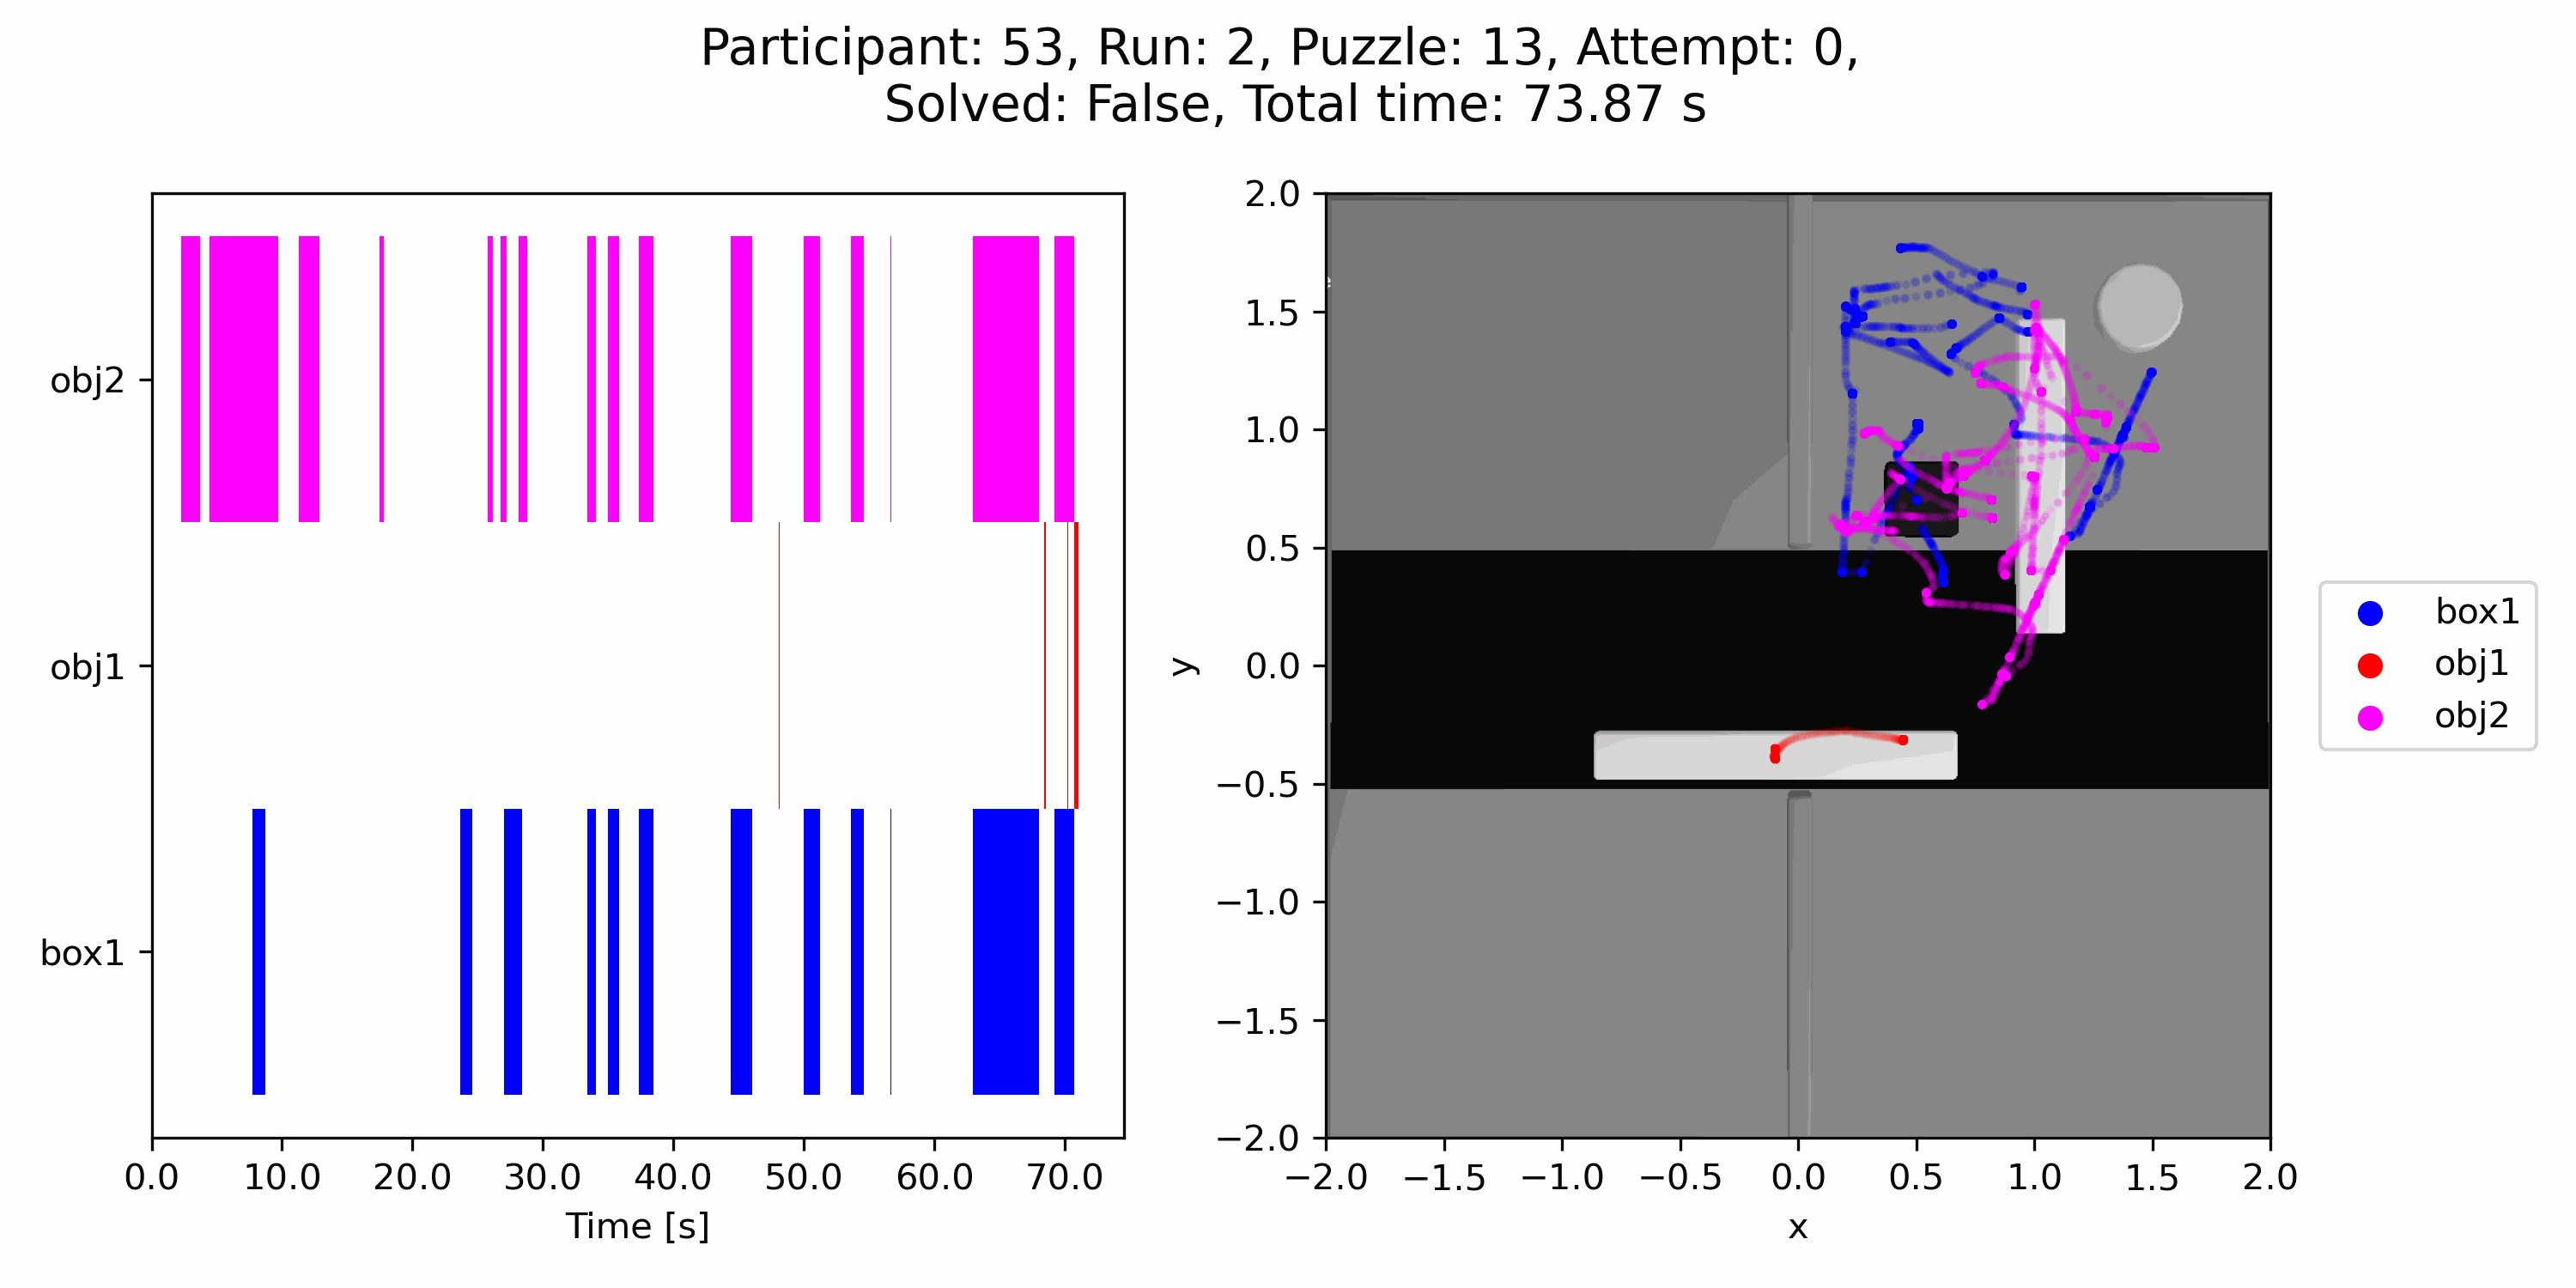 Participant: 53, Run: 2, Puzzle: 13, Attempt: 0,
Solved: False, Total time: 73.87 s
obj2
obj1
box1
0.0 10.0 20.0 30.0 40.0 50.0 60.0 70.0
Time [s]
2.0
1.5
1.0
0.5
0.0
−0.5
−1.0
−1.5
−2.0
y
−2.0 −1.5 −1.0 −0.5 0.0 0.5 1.0 1.5 2.0
x
box1
obj1
obj2